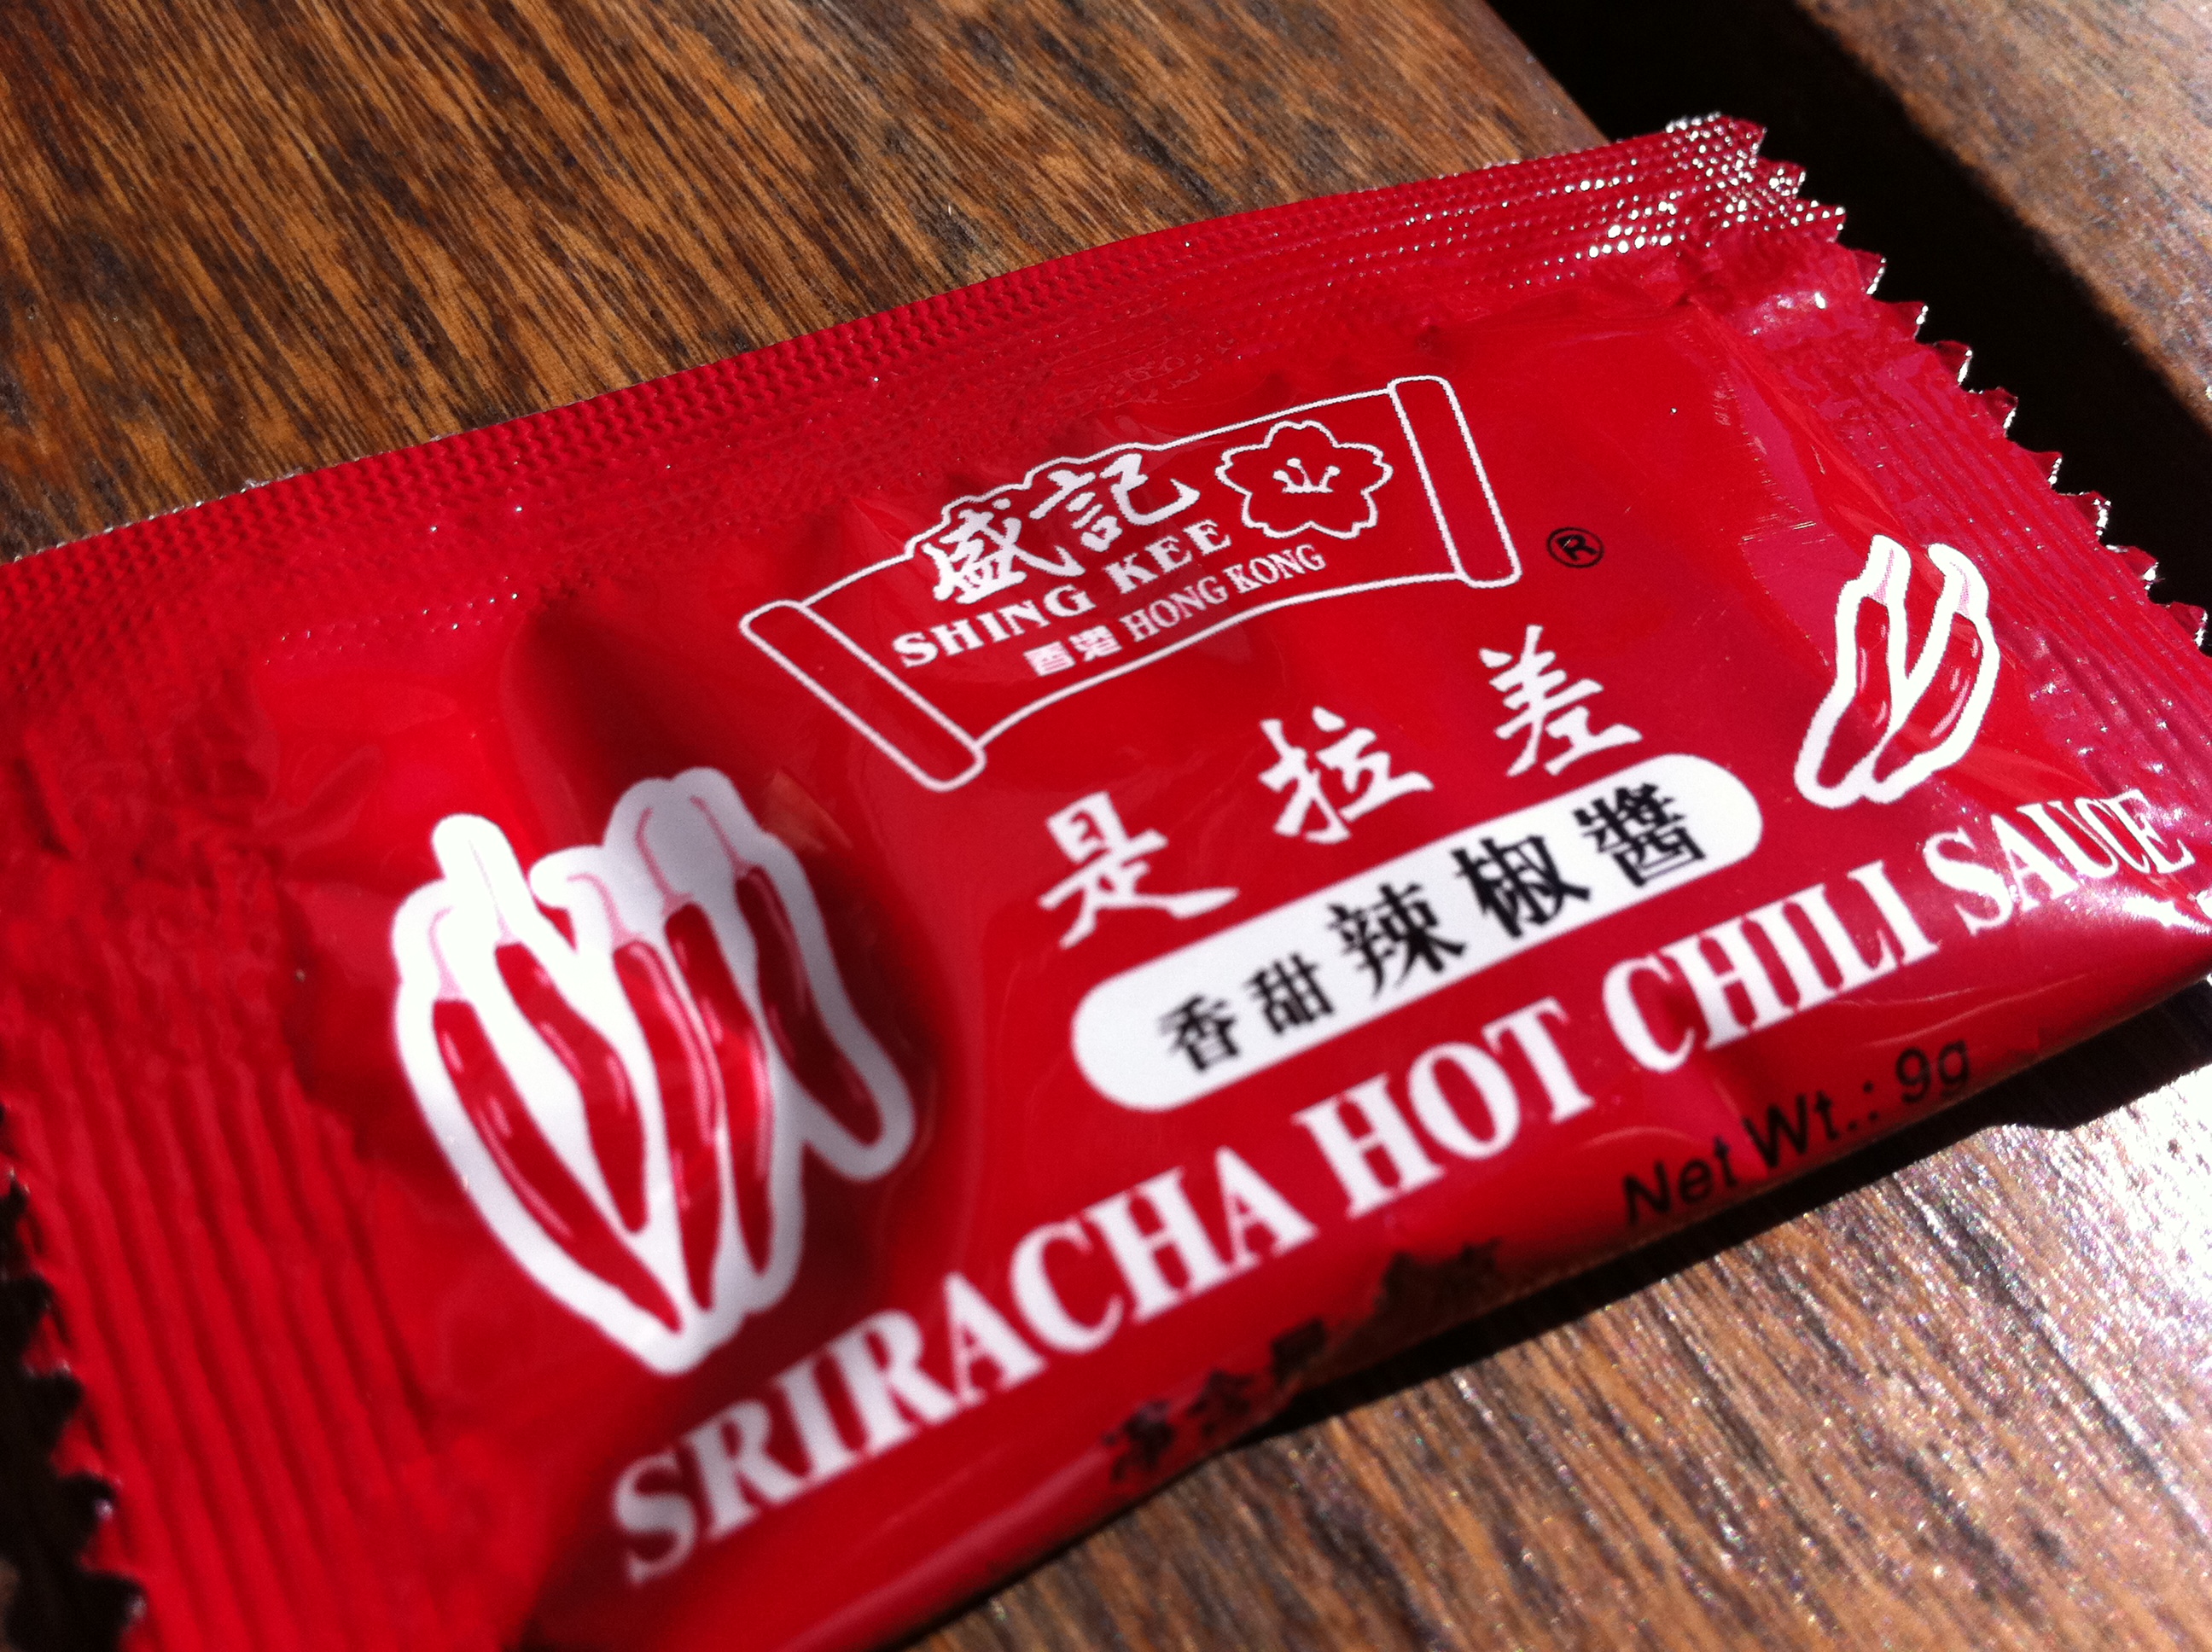 盛記
SHING KEE
香港 HONG KONG
®
是拉差
香甜辣椒醬
SRIRACHA HOT CHILI SAUCE
Net Wt.: 9g